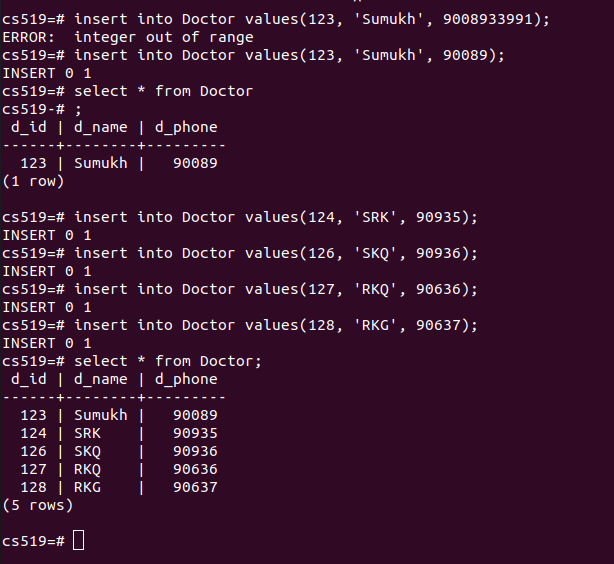 cs519=# insert into Doctor values(123, 'Sumukh', 9008933991);
ERROR:  integer out of range
cs519=# insert into Doctor values(123, 'Sumukh', 90089);
INSERT 0 1
cs519=# select * from Doctor
cs519-# ;
 d_id | d_name | d_phone
------+--------+---------
  123 | Sumukh |   90089
(1 row)

cs519=# insert into Doctor values(124, 'SRK', 90935);
INSERT 0 1
cs519=# insert into Doctor values(126, 'SKQ', 90936);
INSERT 0 1
cs519=# insert into Doctor values(127, 'RKQ', 90636);
INSERT 0 1
cs519=# insert into Doctor values(128, 'RKG', 90637);
INSERT 0 1
cs519=# select * from Doctor;
 d_id | d_name | d_phone
------+--------+---------
  123 | Sumukh |   90089
  124 | SRK    |   90935
  126 | SKQ    |   90936
  127 | RKQ    |   90636
  128 | RKG    |   90637
(5 rows)

cs519=#